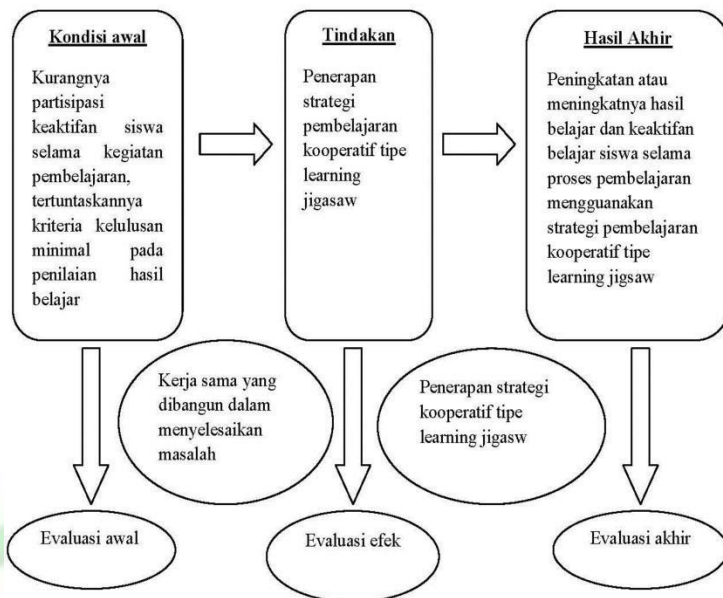 Kondisi awal
Kurangnya
partisipasi
keaktifan siswa
selama kegiatan
pembelajaran,
tertuntaskannya
kriteria kelulusan
minimal pada
penilaian hasil
belajar
Tindakan
Penerapan
strategi
pembelajaran
kooperatif tipe
learning
jigasaw
Hasil Akhir
Peningkatan atau
meningkatnya hasil
belajar dan keaktifan
belajar siswa selama
proses pembelajaran
mengguanakan
strategi pembelajaran
kooperatif tipe
learning jigsaw
Kerja sama yang
dibangun dalam
menyelesaikan
masalah
Penerapan strategi
kooperatif tipe
learning jigasw
Evaluasi awal
Evaluasi efek
Evaluasi akhir